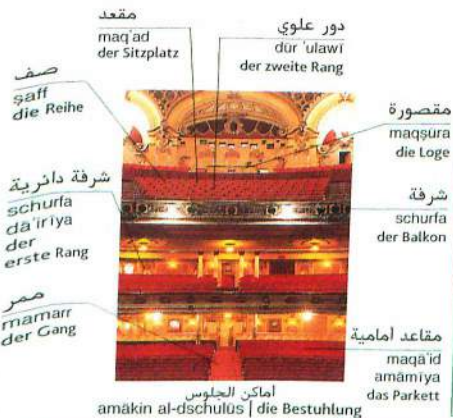 مقعد
maq'ad
der Sitzplatz
دور علوي
dūr 'ulawī
der zweite Rang
صف
ṣaff
die Reihe
مقصورة
maqṣūra
die Loge
شرفة دائرية
schurfa
dā'irīya
der
erste Rang
شرفة
schurfa
der Balkon
ممر
mamarr
der Gang
مقاعد أمامية
maqā'id
amāmīya
das Parkett
أماكن الجلوس
amākin al-dschulūs | die Bestuhlung